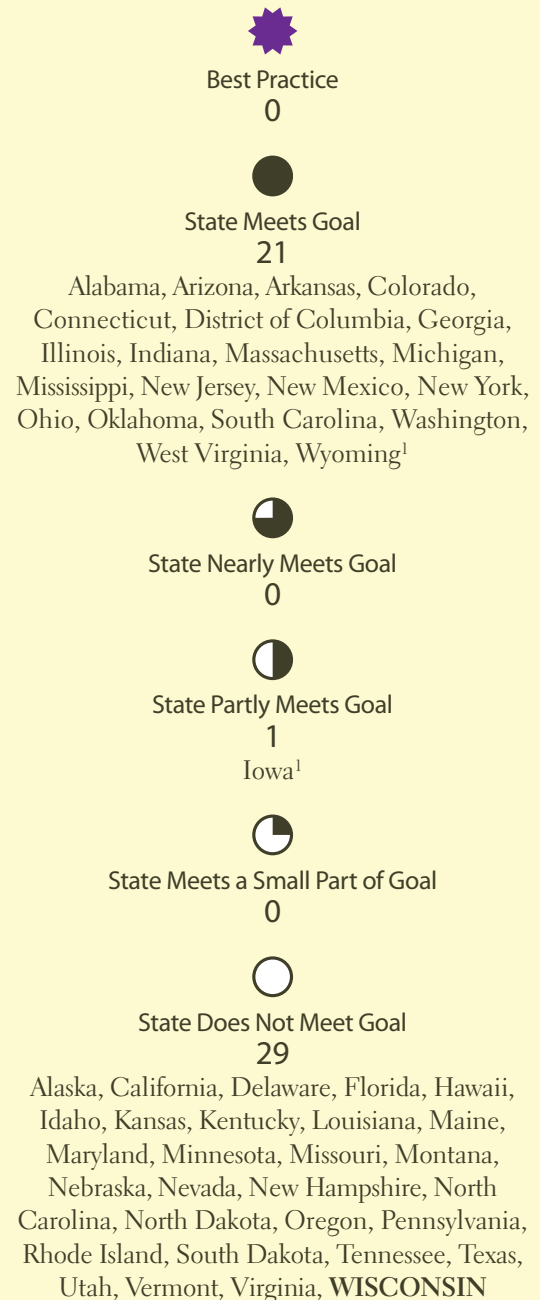 Best Practice
0
State Meets Goal
21
Alabama, Arizona, Arkansas, Colorado,
Connecticut, District of Columbia, Georgia,
Illinois, Indiana, Massachusetts, Michigan,
Mississippi, New Jersey, New Mexico, New York,
Ohio, Oklahoma, South Carolina, Washington,
West Virginia, Wyoming¹
State Nearly Meets Goal
0
State Partly Meets Goal
1
Iowa¹
State Meets a Small Part of Goal
0
State Does Not Meet Goal
29
Alaska, California, Delaware, Florida, Hawaii,
Idaho, Kansas, Kentucky, Louisiana, Maine,
Maryland, Minnesota, Missouri, Montana,
Nebraska, Nevada, New Hampshire, North
Carolina, North Dakota, Oregon, Pennsylvania,
Rhode Island, South Dakota, Tennessee, Texas,
Utah, Vermont, Virginia, WISCONSIN